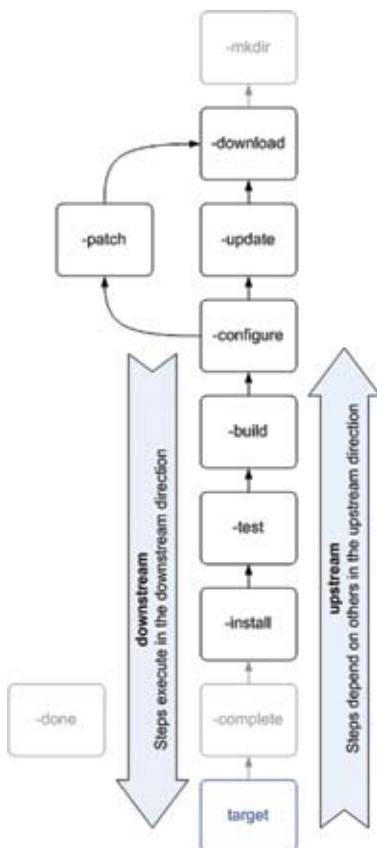 -mkdir
-download
-patch
-update
-configure
-build
-test
-install
downstream
Steps execute in the downstream direction
upstream
Steps depend on others in the upstream direction
-done
-complete
target